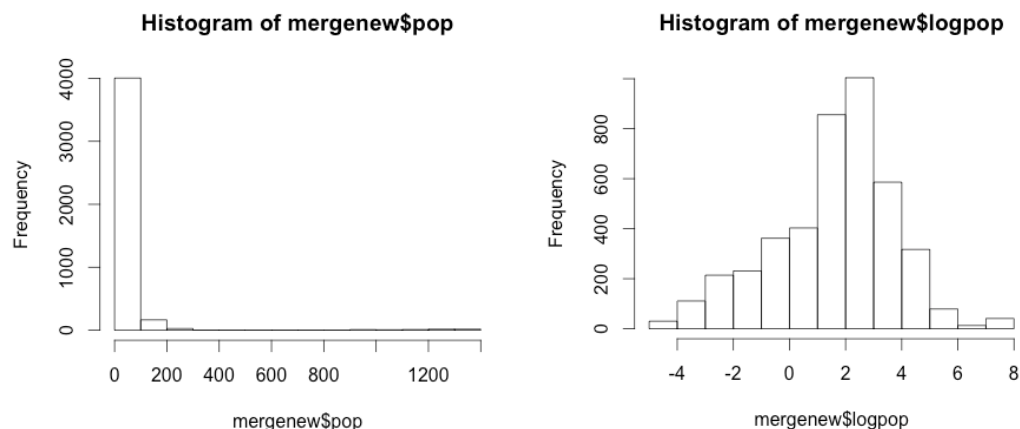 Histogram of mergenew$pop
Frequency
4000
3000
2000
1000
0
0 200 400 600 800 1200
mergenew$pop
Histogram of mergenew$logpop
Frequency
800
600
400
200
0
-4 -2 0 2 4 6 8
mergenew$logpop